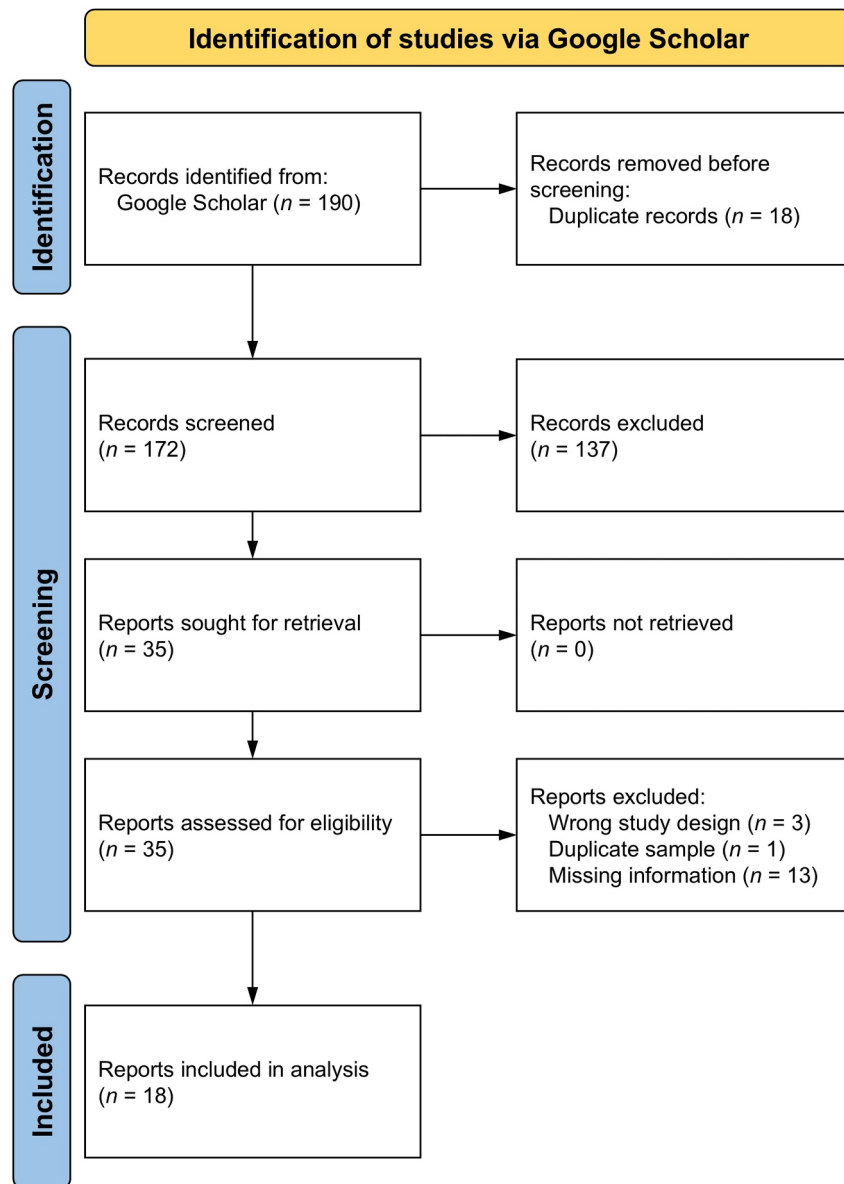 Identification of studies via Google Scholar
Identification
Records identified from:
Google Scholar (n = 190)
Records removed before
screening:
Duplicate records (n = 18)
Screening
Records screened
(n = 172)
Records excluded
(n = 137)
Reports sought for retrieval
(n = 35)
Reports not retrieved
(n = 0)
Reports assessed for eligibility
(n = 35)
Reports excluded:
Wrong study design (n = 3)
Duplicate sample (n = 1)
Missing information (n = 13)
Included
Reports included in analysis
(n = 18)